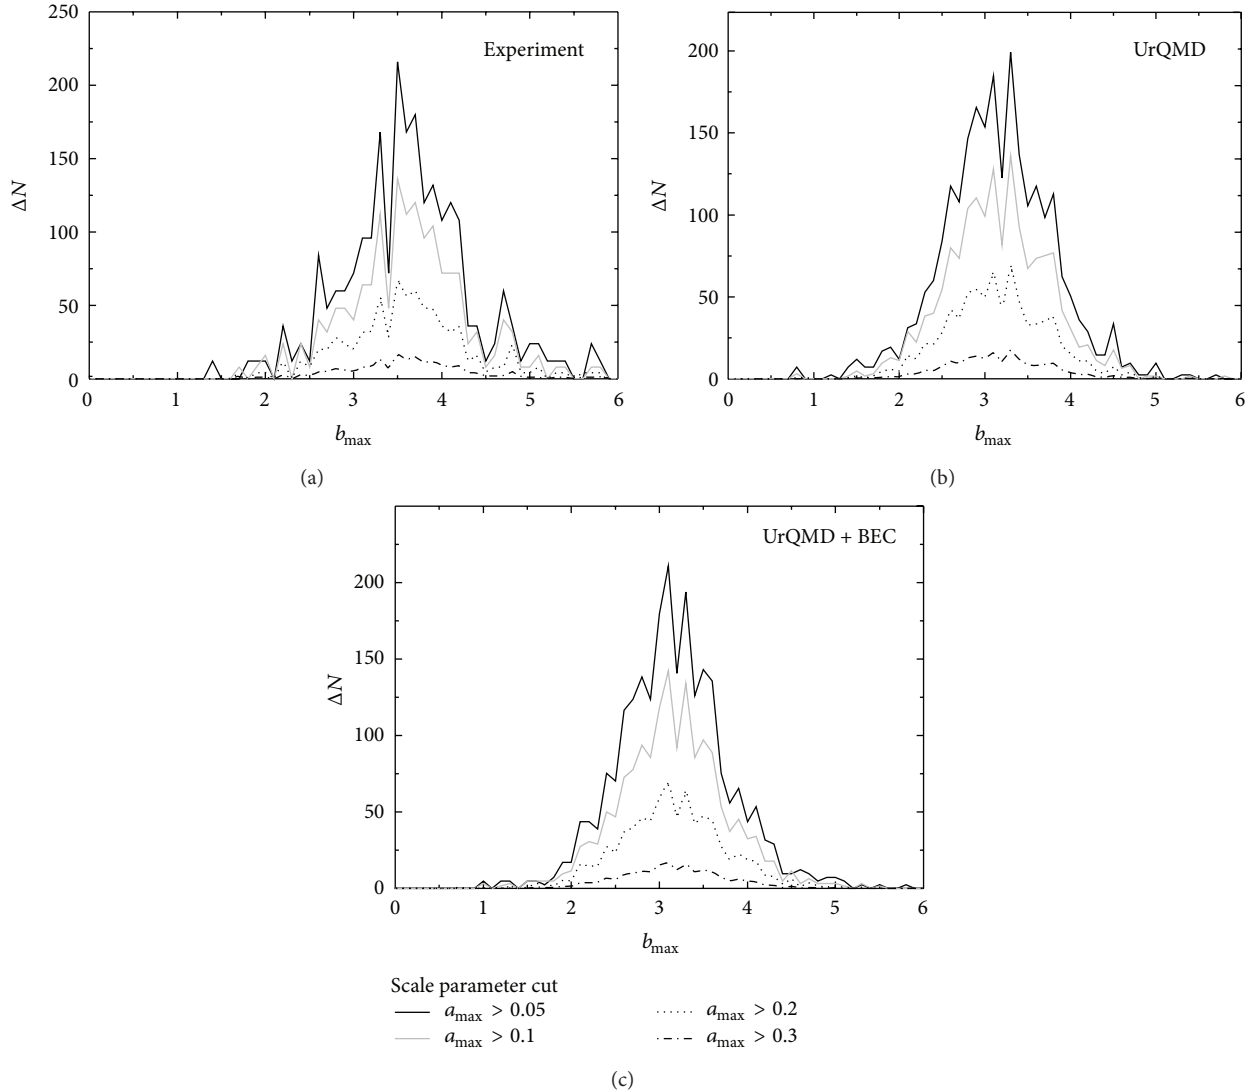 Experiment
250
200
150
100
50
0
ΔN
0 1 2 3 4 5 6
b_max
(a)
UrQMD
200
150
100
50
0
ΔN
0 1 2 3 4 5 6
b_max
(b)
UrQMD + BEC
200
150
100
50
0
ΔN
0 1 2 3 4 5 6
b_max
Scale parameter cut
a_max > 0.05
a_max > 0.1
a_max > 0.2
a_max > 0.3
(c)